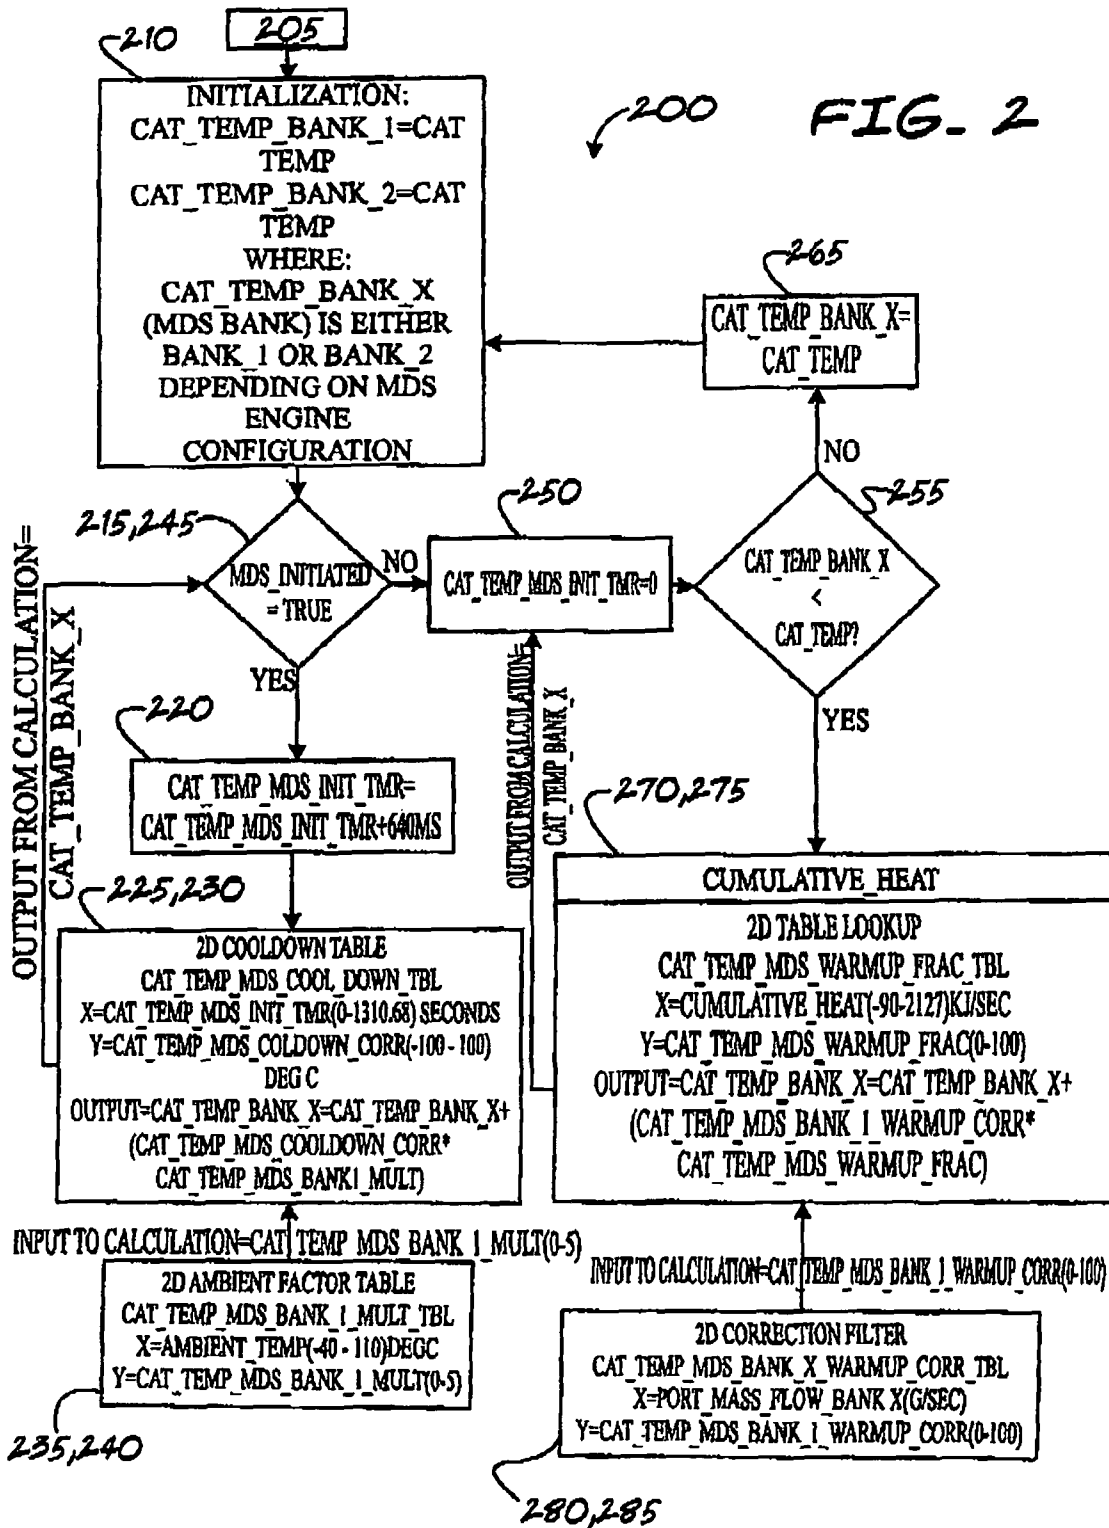 205
210
200
FIG. 2
INITIALIZATION:
CAT_TEMP_BANK_1=CAT
TEMP
CAT_TEMP_BANK_2=CAT
TEMP
WHERE:
CAT_TEMP_BANK_X
(MDS BANK) IS EITHER
BANK_1 OR BANK_2
DEPENDING ON MDS
ENGINE
CONFIGURATION
265
CAT_TEMP_BANK_X=
CAT_TEMP
NO
215,245
MDS_INITIATED
=TRUE
NO
YES
250
CAT_TEMP_MDS_INIT_TMR=0
255
CAT_TEMP_BANK_X
<
CAT_TEMP?
YES
220
CAT_TEMP_MDS_INIT_TMR=
CAT_TEMP_MDS_INIT_TMR+640MS
OUTPUT FROM CALCULATION=
CAT_TEMP_BANK_X
OUTPUT FROM CALCULATION=
CAT_TEMP_BANK_X
225,230
2D COOLDOWN TABLE
CAT_TEMP_MDS_COOL_DOWN_TBL
X=CAT_TEMP_MDS_INIT_TMR(0-1310.68) SECONDS
Y=CAT_TEMP_MDS_COLDOWN_CORR(-100 - 100)
DEG C
OUTPUT=CAT_TEMP_BANK_X=CAT_TEMP_BANK_X+
(CAT_TEMP_MDS_COOLDOWN_CORR*
CAT_TEMP_MDS_BANK1_MULT)
270,275
CUMULATIVE_HEAT
2D TABLE LOOKUP
CAT_TEMP_MDS_WARMUP_FRAC_TBL
X=CUMULATIVE_HEAT(-90-2127)KJ/SEC
Y=CAT_TEMP_MDS_WARMUP_FRAC(0-100)
OUTPUT=CAT_TEMP_BANK_X=CAT_TEMP_BANK_X+
(CAT_TEMP_MDS_BANK_1_WARMUP_CORR*
CAT_TEMP_MDS_WARMUP_FRAC)
INPUT TO CALCULATION=CAT_TEMP_MDS_BANK_1_MULT(0-5)
2D AMBIENT FACTOR TABLE
CAT_TEMP_MDS_BANK_1_MULT_TBL
X=AMBIENT_TEMP(-40 - 110)DEGC
Y=CAT_TEMP_MDS_BANK_1_MULT(0-5)
235,240
INPUT TO CALCULATION=CAT_TEMP_MDS_BANK_1_WARMUP_CORR(0-100)
2D CORRECTION FILTER
CAT_TEMP_MDS_BANK_X_WARMUP_CORR_TBL
X=PORT_MASS_FLOW_BANK X(G/SEC)
Y=CAT_TEMP_MDS_BANK_1_WARMUP_CORR(0-100)
280,285